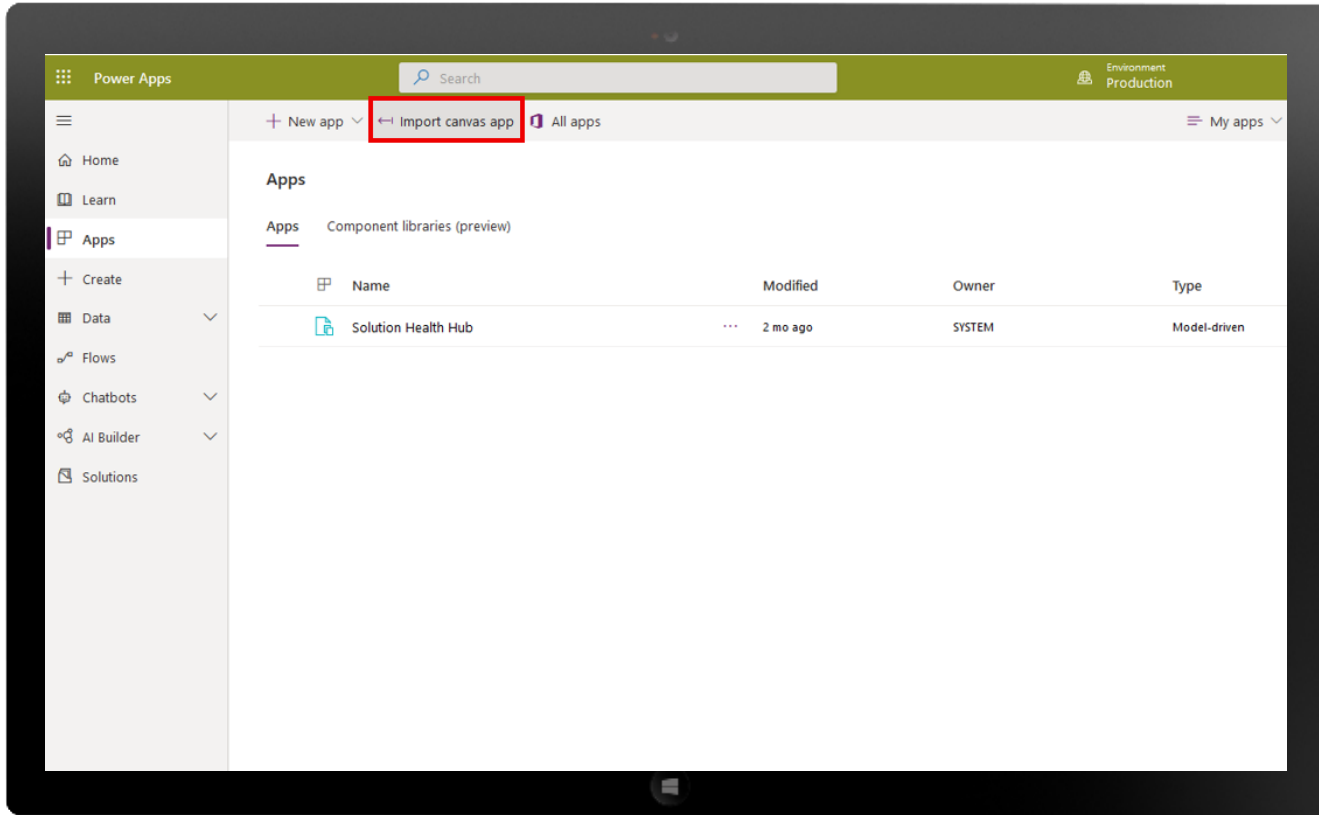 Power Apps
Search
Environment
Production
New app
Import canvas app
All apps
My apps
Home
Learn
Apps
Create
Data
Flows
Chatbots
AI Builder
Solutions
Apps
Apps
Component libraries (preview)
Name
Modified
Owner
Type
Solution Health Hub
2 mo ago
SYSTEM
Model-driven